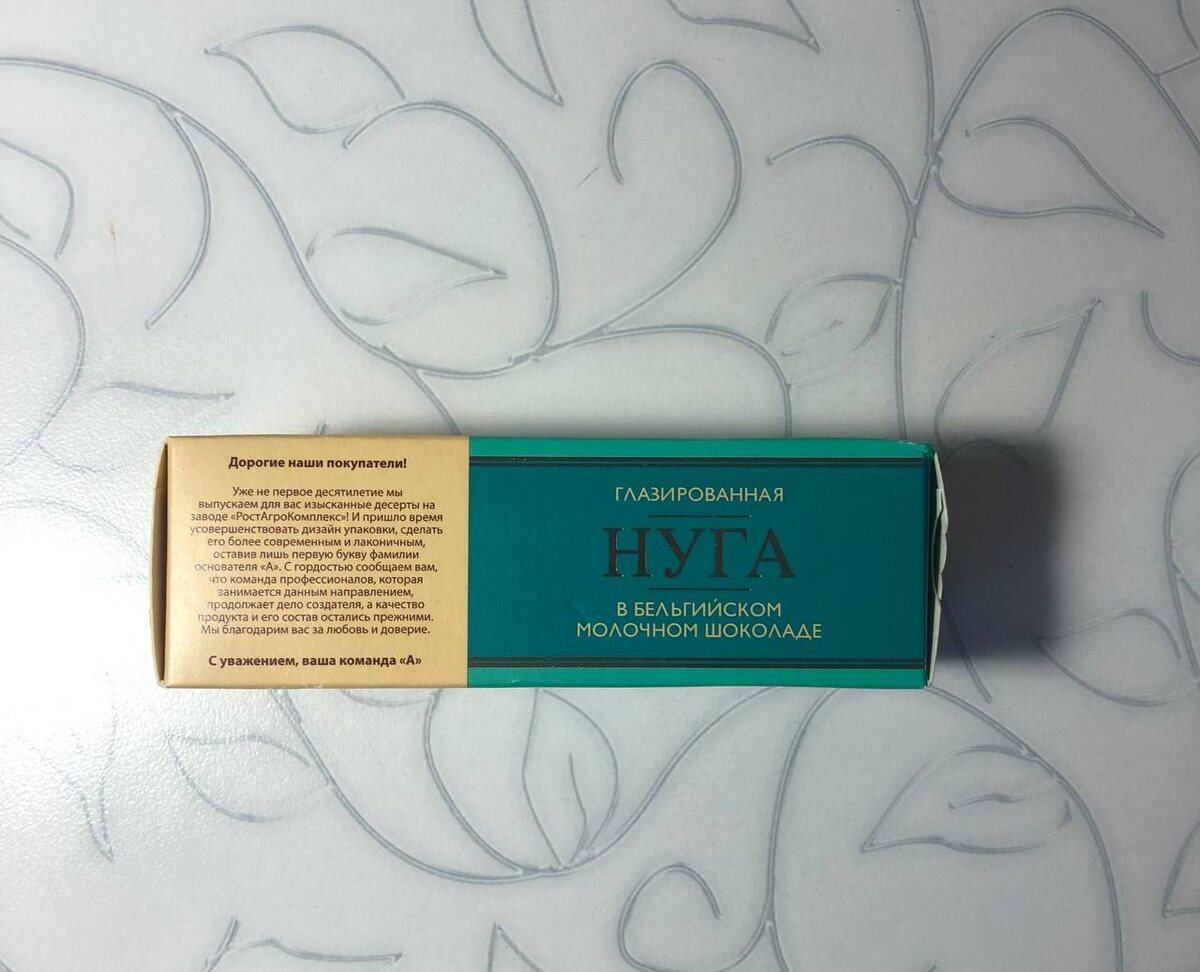 Дорогие наши покупатели!
Уже не первое десятилетие мы
выпускаем для вас изысканные десерты на
заводе «РостАгроКомплекс»! И пришло время
усовершенствовать дизайн упаковки, сделать
его более современным и лаконичным,
оставив лишь первую букву фамилии
основателя «А». С гордостью сообщаем вам,
что команда профессионалов, которая
занимается данным направлением,
продолжает дело создателя, а качество
продукта и его состав остались прежними.
Мы благодарим вас за любовь и доверие.
С уважением, ваша команда «А»
ГЛАЗИРОВАННАЯ
НУГА
В БЕЛЬГИЙСКОМ
МОЛОЧНОМ ШОКОЛАДЕ